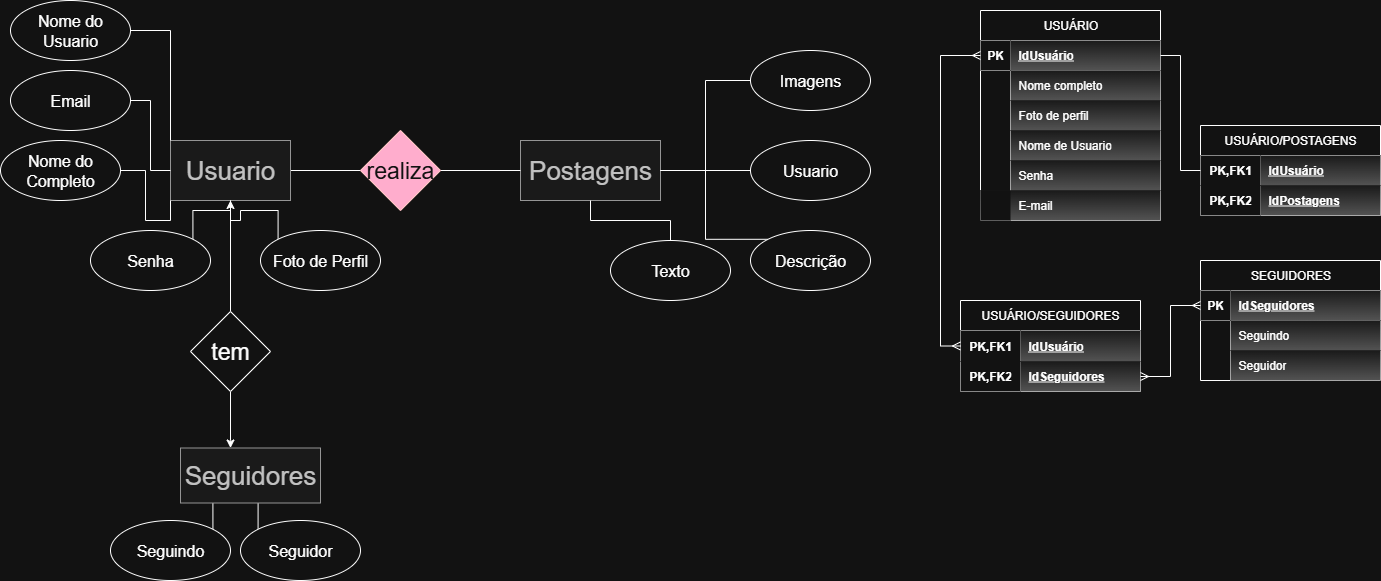 Nome do
Usuario
Email
Nome do
Completo
Usuario
realiza
Postagens
Imagens
Usuario
Descrição
Texto
Senha
Foto de Perfil
tem
Seguidores
Seguindo
Seguidor
USUÁRIO
PK IdUsuário
Nome completo
Foto de perfil
Nome de Usuario
Senha
E-mail
USUÁRIO/POSTAGENS
PK,FK1 IdUsuário
PK,FK2 IdPostagens
USUÁRIO/SEGUIDORES
PK,FK1 IdUsuário
PK,FK2 IdSeguidores
SEGUIDORES
PK IdSeguidores
Seguindo
Seguidor